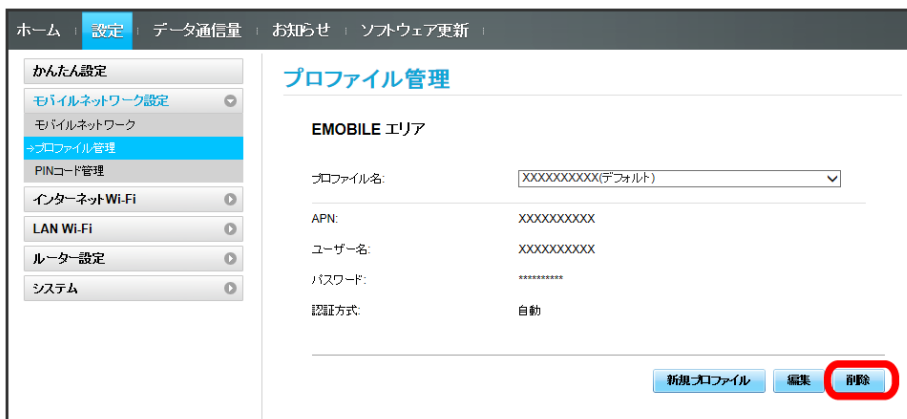 ホーム 設定 データ通信量 お知らせ ソフトウェア更新
かんたん設定
モバイルネットワーク設定
モバイルネットワーク
→プロファイル管理
PINコード管理
インターネットWi-Fi
LAN Wi-Fi
ルーター設定
システム
プロファイル管理
EMOBILE エリア
プロファイル名: XXXXXXXXXX(デフォルト)
APN: XXXXXXXXXX
ユーザー名: XXXXXXXXXX
パスワード: **********
認証方式: 自動
新規プロファイル 編集 削除